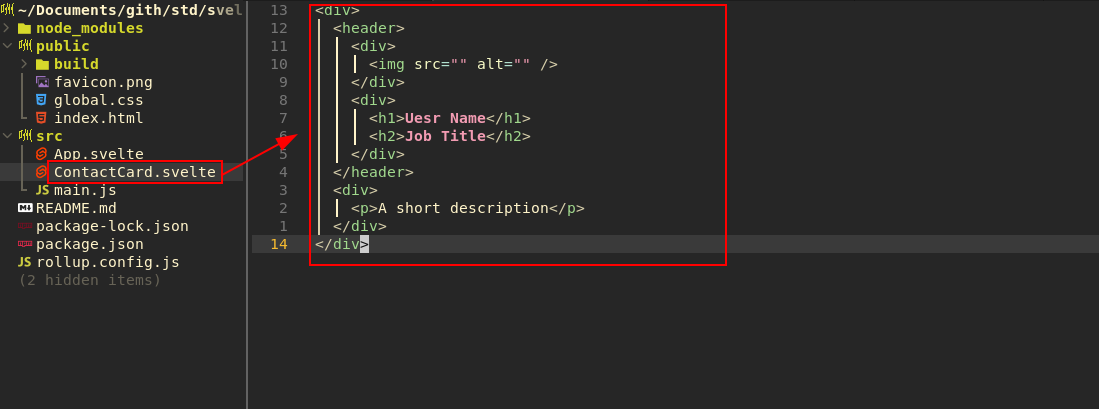 ~/Documents/gith/std/svel
node_modules
public
build
favicon.png
global.css
index.html
src
App.svelte
ContactCard.svelte
JS main.js
README.md
package-lock.json
package.json
JS rollup.config.js
(2 hidden items)
13 <div>
12 <header>
11 <div>
10 <img src="" alt="" />
9 </div>
8 <div>
7 <h1>Uesr Name</h1>
6 <h2>Job Title</h2>
5 </div>
4 </header>
3 <div>
2 <p>A short description</p>
1 </div>
14 </div>